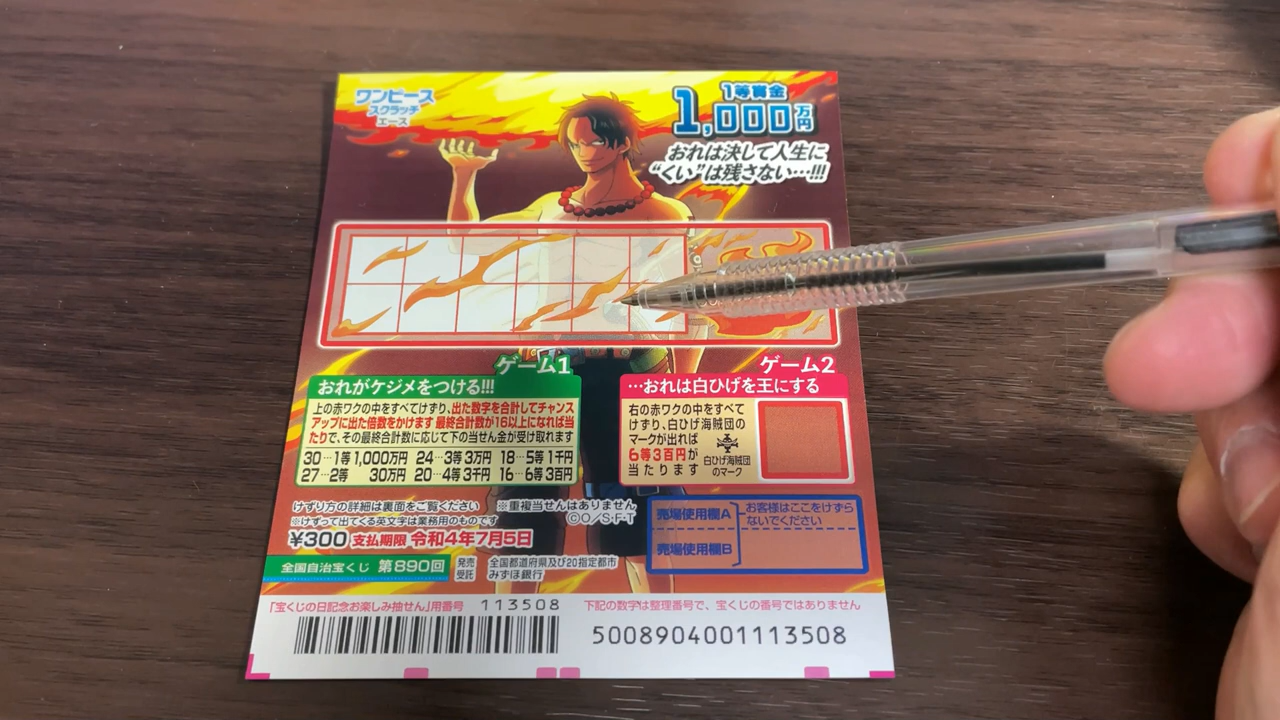 ワンピース
スクラッチ
エース
1等賞金
1,000万円
おれは決して人生に
“くい”は残さない…!!!
ゲーム1
おれがケジメをつける!!!
上の赤ワクの中をすべてけずり、出た数字を合計してチャンス
アップに出た倍数をかけます 最終合計数が16以上になれば当
たりで、その最終合計数に応じて下の当せん金が受け取れます
30…1等1,000万円 24…3等3万円 18…5等1千円
27…2等 30万円 20…4等3千円 16…6等3百円
ゲーム2
…おれは白ひげを王にする
右の赤ワクの中をすべて
けずり、白ひげ海賊団の
マークが出れば
6等3百円が
当たります
白ひげ海賊団
のマーク
けずり方の詳細は裏面をご覧ください ※重複当せんはありません
※けずって出てくる英文字は業務用のものです ©O/S・F・T
¥300 支払期限 令和4年7月5日
全国自治宝くじ 第890回
発売 全国都道府県及び20指定都市
受託 みずほ銀行
売場使用欄A
売場使用欄B
お客様はここをけずら
ないでください
「宝くじの日記念お楽しみ抽せん」用番号 113508
下記の数字は整理番号で、宝くじの番号ではありません
5008904001113508